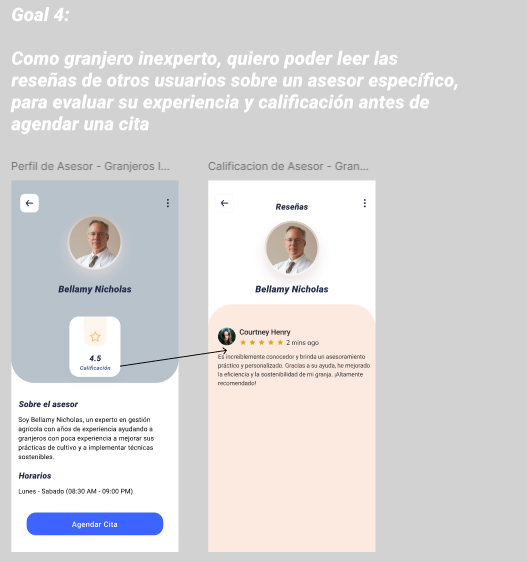 Goal 4:
Como granjero inexperto, quiero poder leer las
reseñas de otros usuarios sobre un asesor específico,
para evaluar su experiencia y calificación antes de
agendar una cita
Perfil de Asesor - Granjeros I...
Calificacion de Asesor - Gran...
Bellamy Nicholas
4.5
Calificación
Sobre el asesor
Soy Bellamy Nicholas, un experto en gestión
agrícola con años de experiencia ayudando a
granjeros con poca experiencia a mejorar sus
prácticas de cultivo y a implementar técnicas
sostenibles.
Horarios
Lunes - Sabado (08:30 AM - 09:00 PM)
Agendar Cita
Reseñas
Bellamy Nicholas
Courtney Henry
2 mins ago
Es increíblemente conocedor y brinda un asesoramiento
práctico y personalizado. Gracias a su ayuda, he mejorado
la eficiencia y la sostenibilidad de mi granja. ¡Altamente
recomendado!